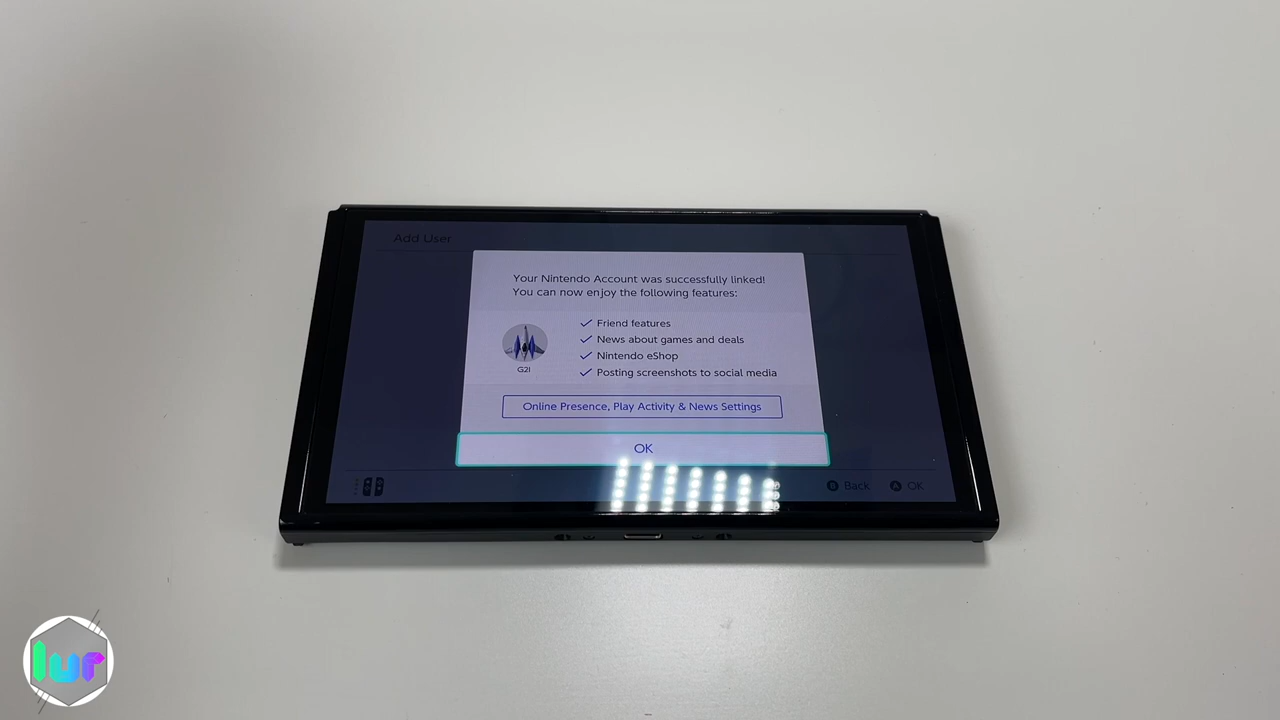 Add User
Your Nintendo Account was successfully linked!
You can now enjoy the following features:
Friend features
News about games and deals
Nintendo eShop
Posting screenshots to social media
G2I
Online Presence, Play Activity & News Settings
OK
B Back A OK
lur